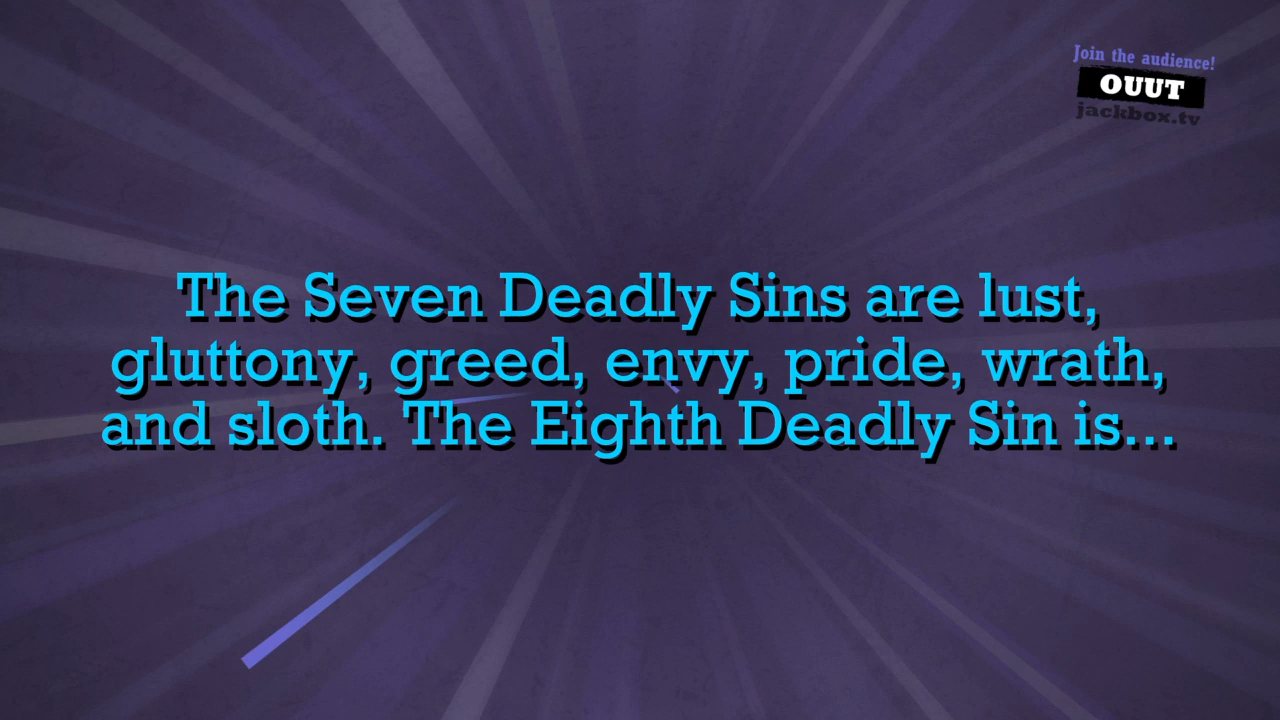 Join the audience!
OUUT
jackbox.tv
The Seven Deadly Sins are lust,
gluttony, greed, envy, pride, wrath,
and sloth. The Eighth Deadly Sin is...